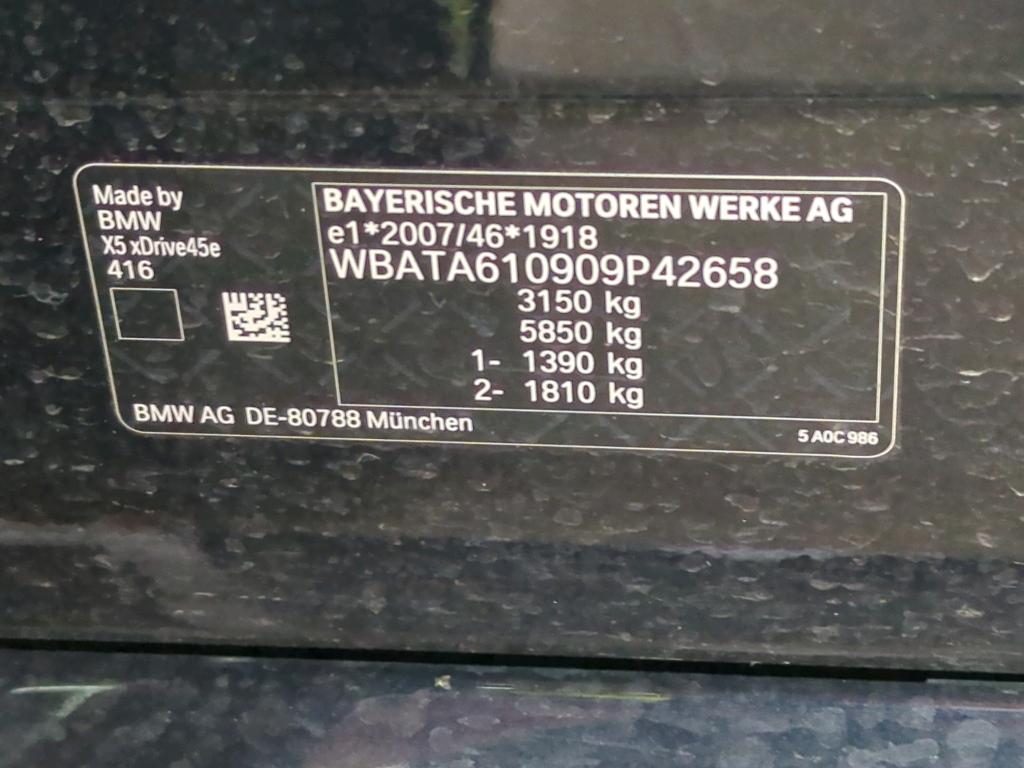 Made by
BMW
X5 xDrive45e
416
BAYERISCHE MOTOREN WERKE AG
e1*2007/46*1918
WBATA610909P42658
3150 kg
5850 kg
1- 1390 kg
2- 1810 kg
BMW AG DE-80788 München
5 A0C 986